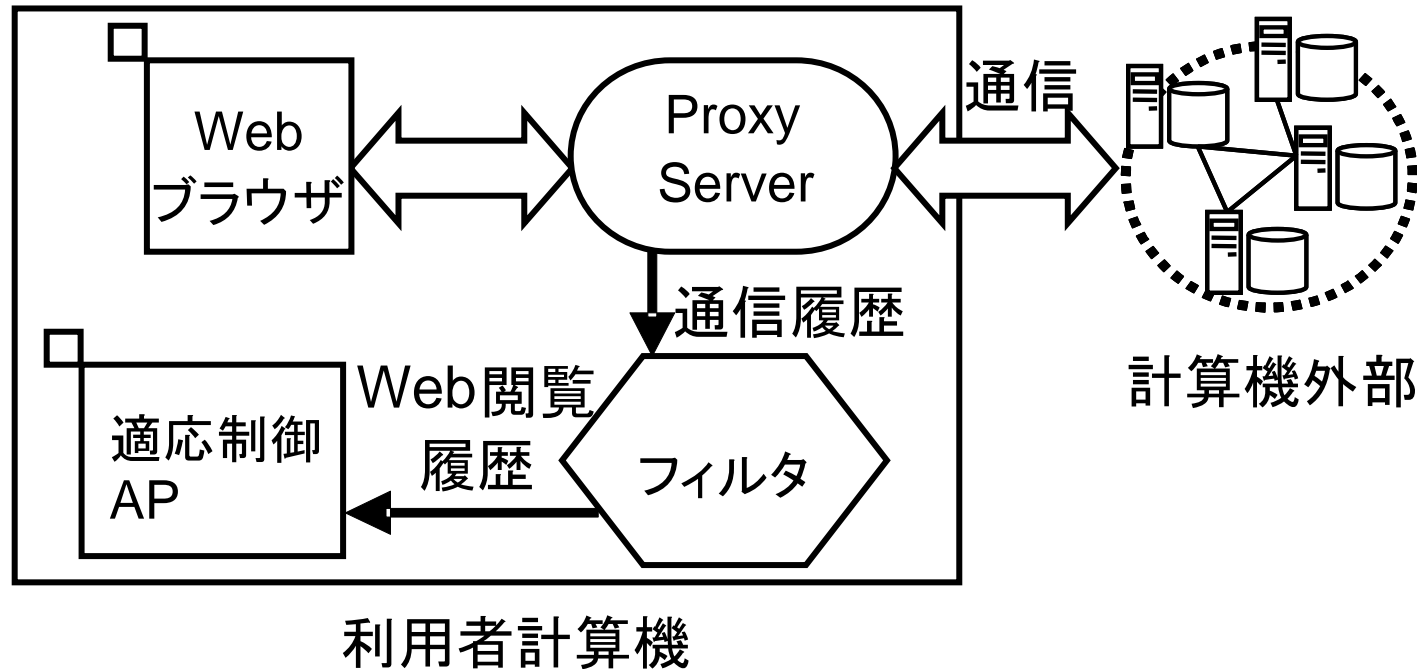 Web
ブラウザ
Proxy
Server
通信
通信履歴
計算機外部
Web閲覧
履歴
適応制御
AP
フィルタ
利用者計算機